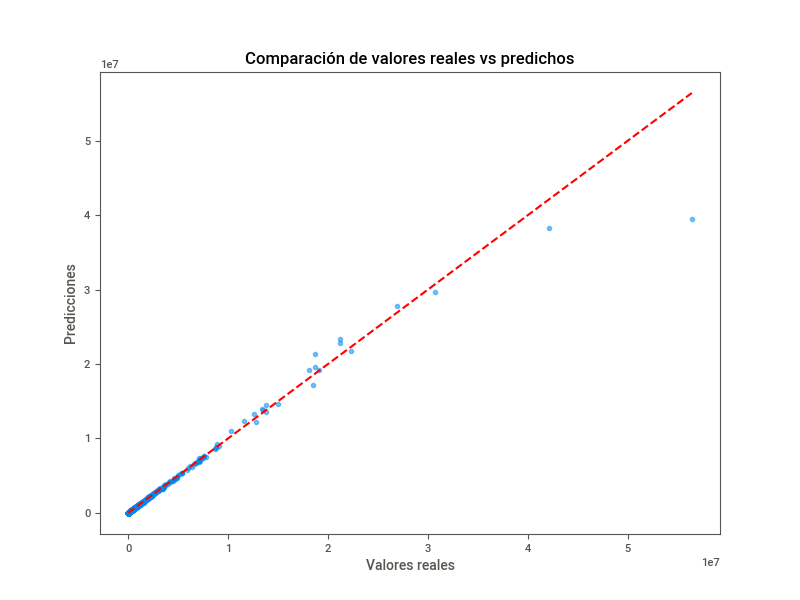 Comparación de valores reales vs predichos
1e7
5
4
3
2
1
0
Predicciones
0 1 2 3 4 5
1e7
Valores reales